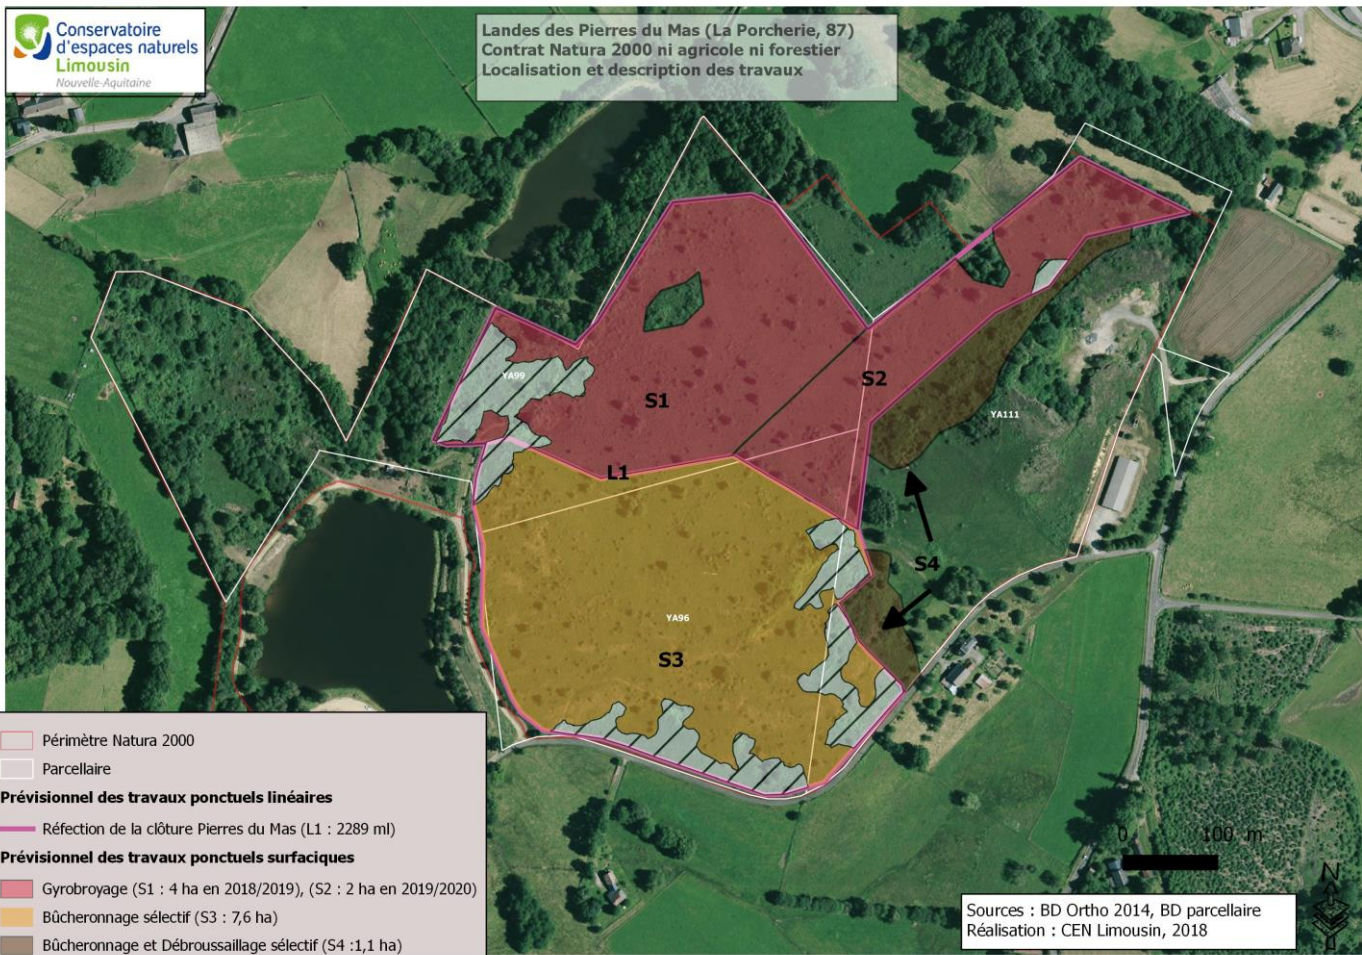 Conservatoire
d'espaces naturels
Limousin
Nouvelle-Aquitaine
Landes des Pierres du Mas (La Porcherie, 87)
Contrat Natura 2000 ni agricole ni forestier
Localisation et description des travaux
YA99
S1
S2
YA111
L1
S4
YA96
S3
Périmètre Natura 2000
Parcellaire
Prévisionnel des travaux ponctuels linéaires
Réfection de la clôture Pierres du Mas (L1 : 2289 ml)
Prévisionnel des travaux ponctuels surfaciques
Gyrobroyage (S1 : 4 ha en 2018/2019), (S2 : 2 ha en 2019/2020)
Bûcheronnage sélectif (S3 : 7,6 ha)
Bûcheronnage et Débroussaillage sélectif (S4 :1,1 ha)
0 100 m
N
Sources : BD Ortho 2014, BD parcellaire
Réalisation : CEN Limousin, 2018